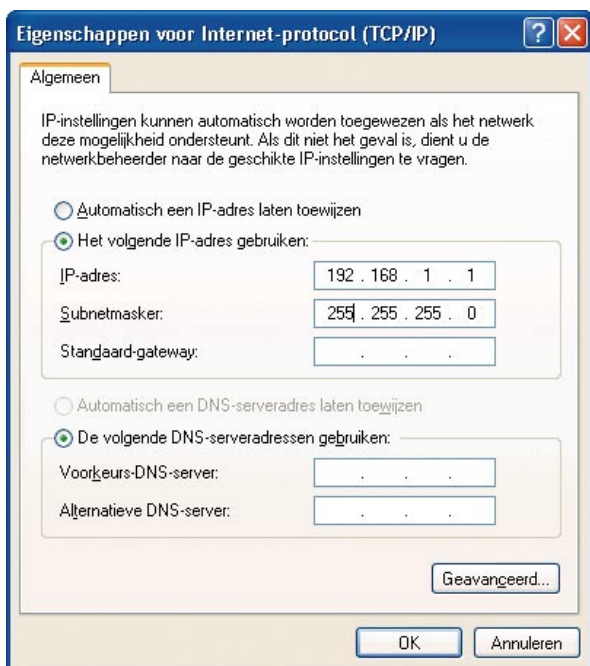 Eigenschappen voor Internet-protocol (TCP/IP)
Algemeen
IP-instellingen kunnen automatisch worden toegewezen als het netwerk
deze mogelijkheid ondersteunt. Als dit niet het geval is, dient u de
netwerkbeheerder naar de geschikte IP-instellingen te vragen.
Automatisch een IP-adres laten toewijzen
Het volgende IP-adres gebruiken:
IP-adres: 192 . 168 . 1 . 1
Subnetmasker: 255 . 255 . 255 . 0
Standaard-gateway: . . .
Automatisch een DNS-serveradres laten toewijzen
De volgende DNS-serveradressen gebruiken:
Voorkeurs-DNS-server: . . .
Alternatieve DNS-server: . . .
Geavanceerd...
OK Annuleren